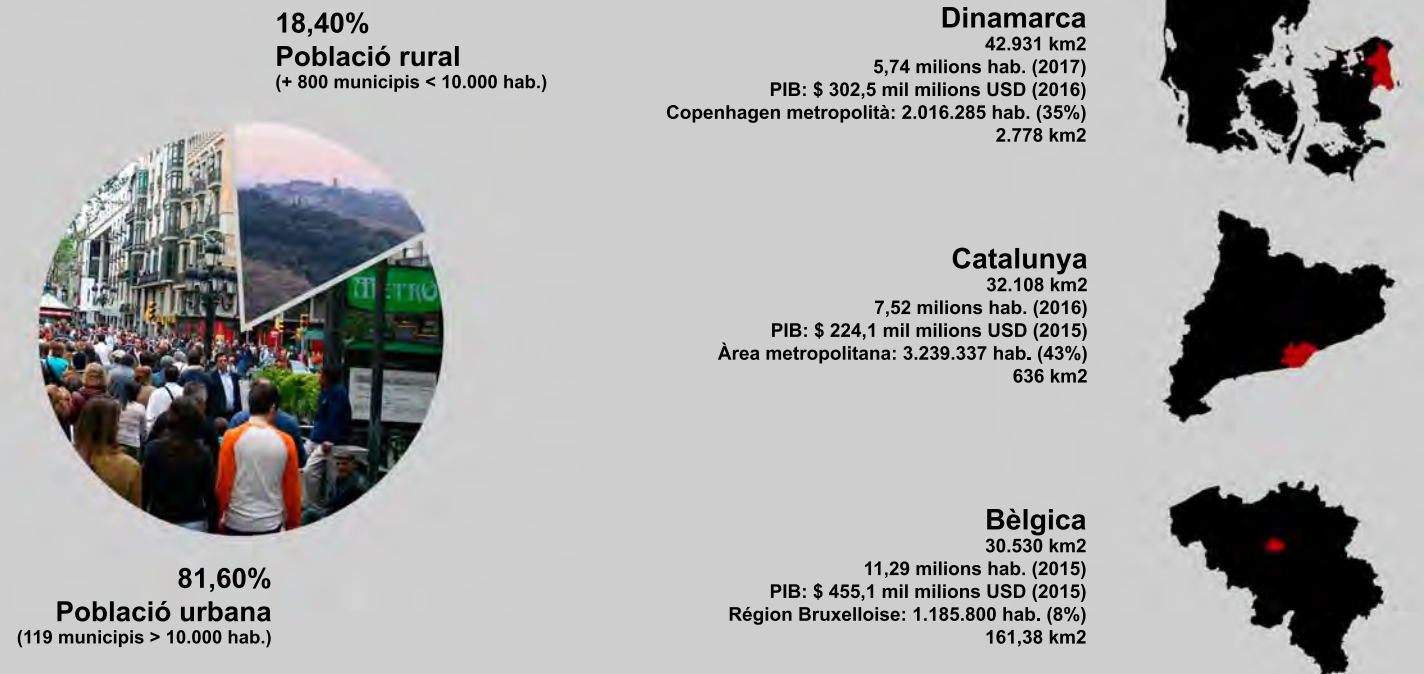 18,40%
Població rural
(+ 800 municipis < 10.000 hab.)
METRO
81,60%
Població urbana
(119 municipis > 10.000 hab.)
Dinamarca
42.931 km2
5,74 milions hab. (2017)
PIB: $ 302,5 mil milions USD (2016)
Copenhagen metropolità: 2.016.285 hab. (35%)
2.778 km2
Catalunya
32.108 km2
7,52 milions hab. (2016)
PIB: $ 224,1 mil milions USD (2015)
Àrea metropolitana: 3.239.337 hab. (43%)
636 km2
Bèlgica
30.530 km2
11,29 milions hab. (2015)
PIB: $ 455,1 mil milions USD (2015)
Région Bruxelloise: 1.185.800 hab. (8%)
161,38 km2